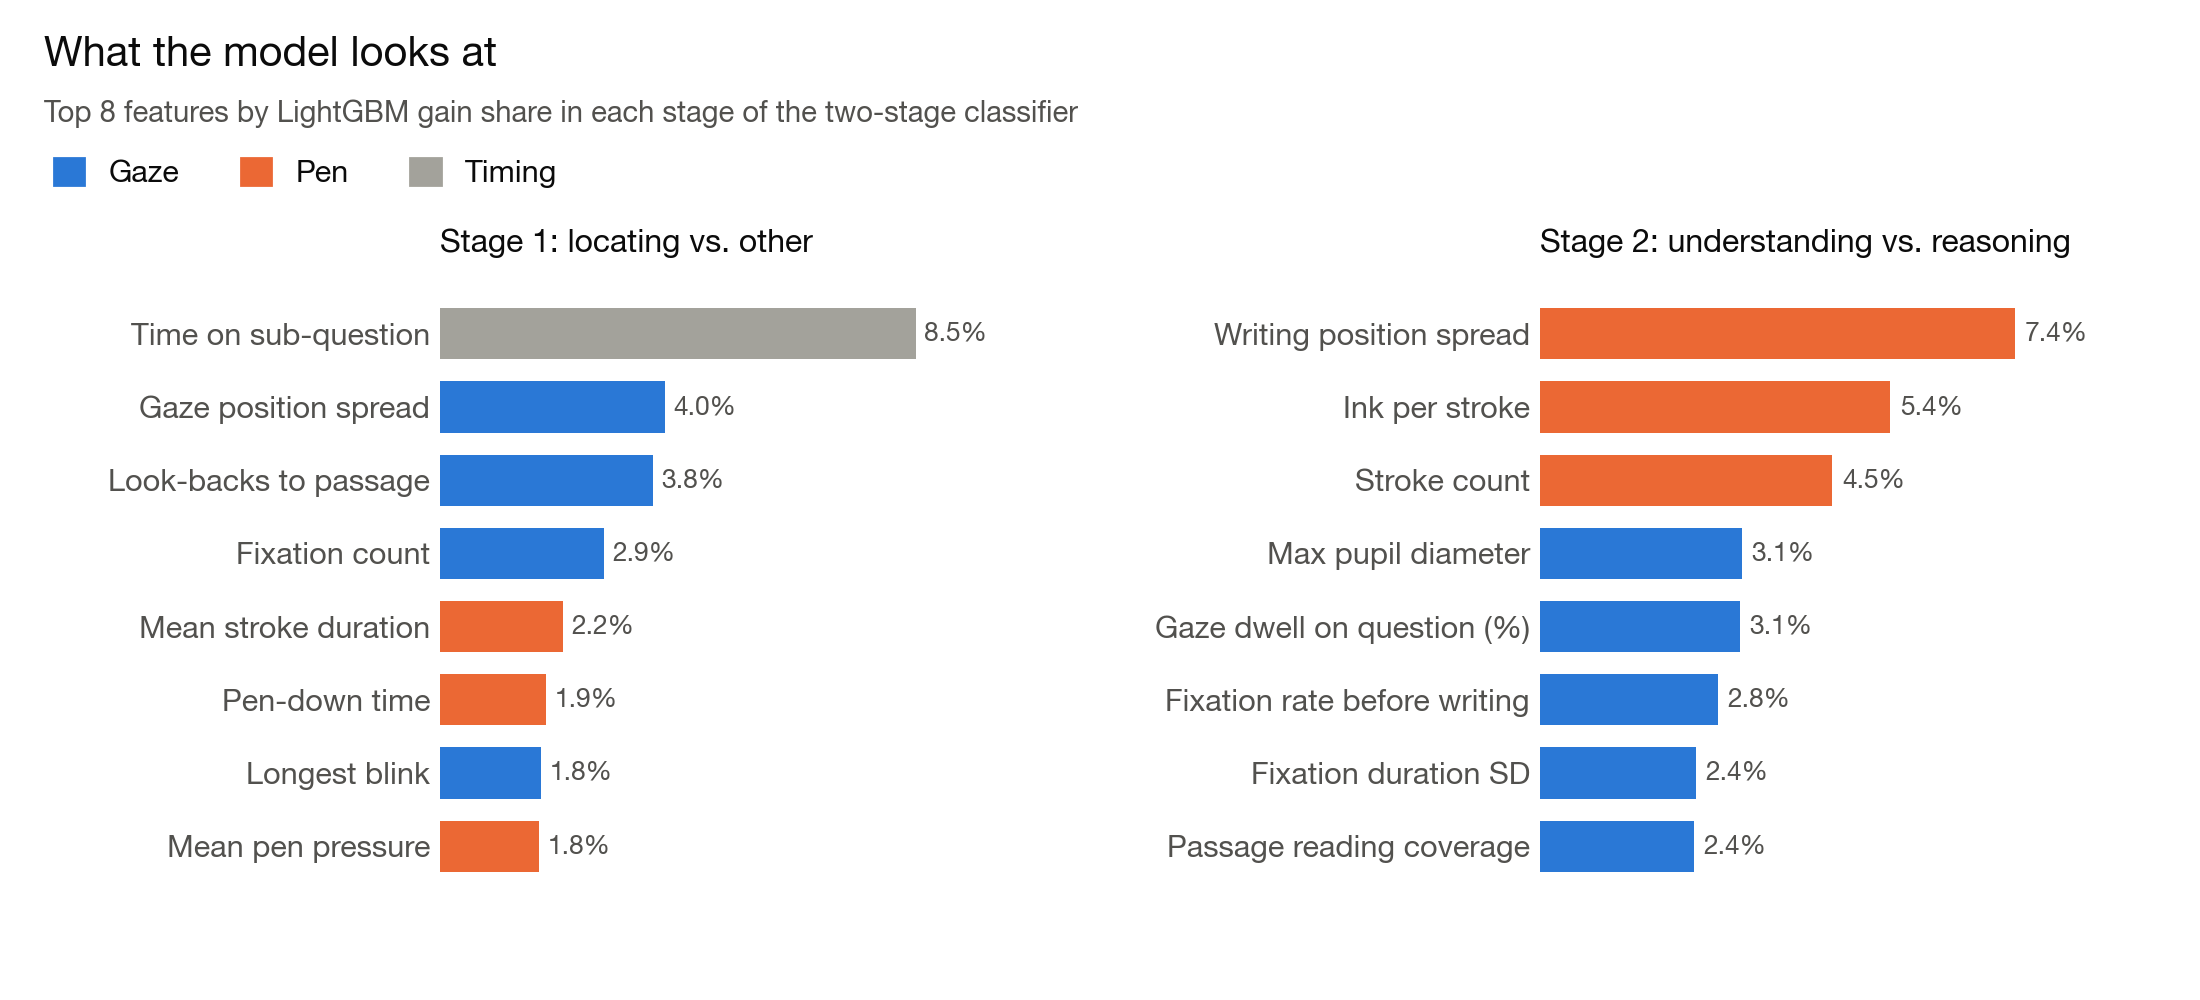 What the model looks at
Top 8 features by LightGBM gain share in each stage of the two-stage classifier
Gaze Pen Timing
Stage 1: locating vs. other
Time on sub-question 8.5%
Gaze position spread 4.0%
Look-backs to passage 3.8%
Fixation count 2.9%
Mean stroke duration 2.2%
Pen-down time 1.9%
Longest blink 1.8%
Mean pen pressure 1.8%
Stage 2: understanding vs. reasoning
Writing position spread 7.4%
Ink per stroke 5.4%
Stroke count 4.5%
Max pupil diameter 3.1%
Gaze dwell on question (%) 3.1%
Fixation rate before writing 2.8%
Fixation duration SD 2.4%
Passage reading coverage 2.4%